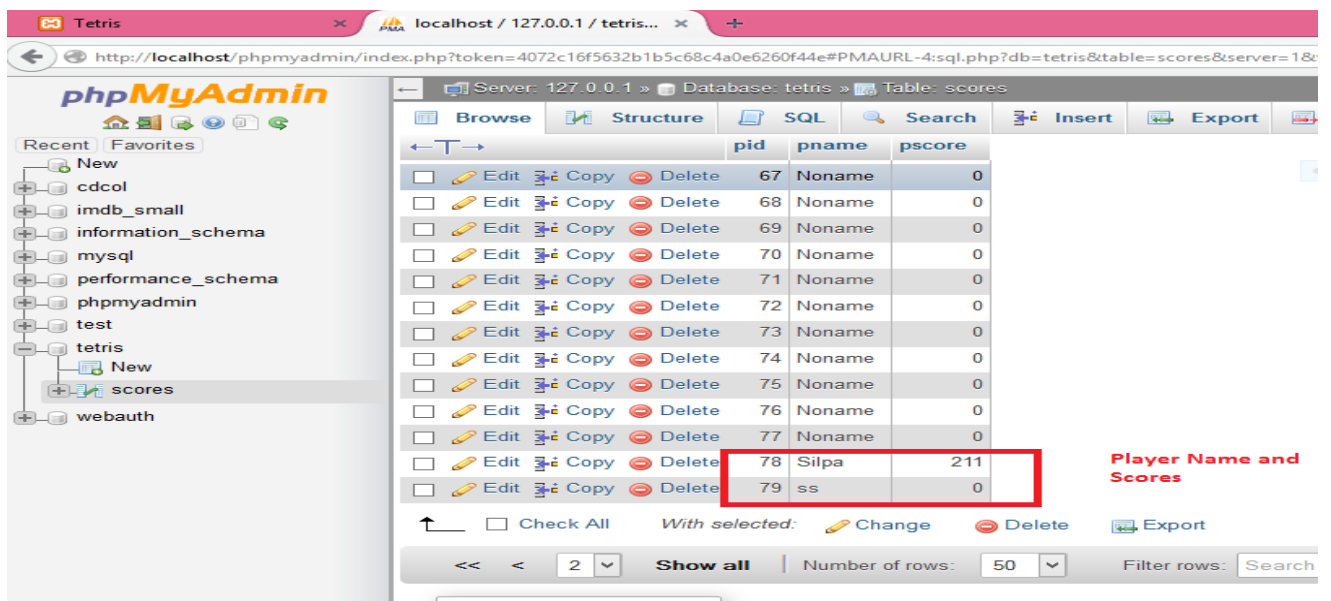 Tetris
localhost / 127.0.0.1 / tetris...
http://localhost/phpmyadmin/index.php?token=4072c16f5632b1b5c68c4a0e6260f44e#PMAURL-4:sql.php?db=tetris&table=scores&server=1&
phpMyAdmin
Recent Favorites
New
cdcol
imdb_small
information_schema
mysql
performance_schema
phpmyadmin
test
tetris
New
scores
webauth
Server: 127.0.0.1 » Database: tetris » Table: scores
Browse Structure SQL Search Insert Export
pid pname pscore
Edit Copy Delete 67 Noname 0
Edit Copy Delete 68 Noname 0
Edit Copy Delete 69 Noname 0
Edit Copy Delete 70 Noname 0
Edit Copy Delete 71 Noname 0
Edit Copy Delete 72 Noname 0
Edit Copy Delete 73 Noname 0
Edit Copy Delete 74 Noname 0
Edit Copy Delete 75 Noname 0
Edit Copy Delete 76 Noname 0
Edit Copy Delete 77 Noname 0
Edit Copy Delete 78 Silpa 211
Edit Copy Delete 79 ss 0
Player Name and
Scores
Check All With selected: Change Delete Export
<< < 2 Show all Number of rows: 50 Filter rows: Search